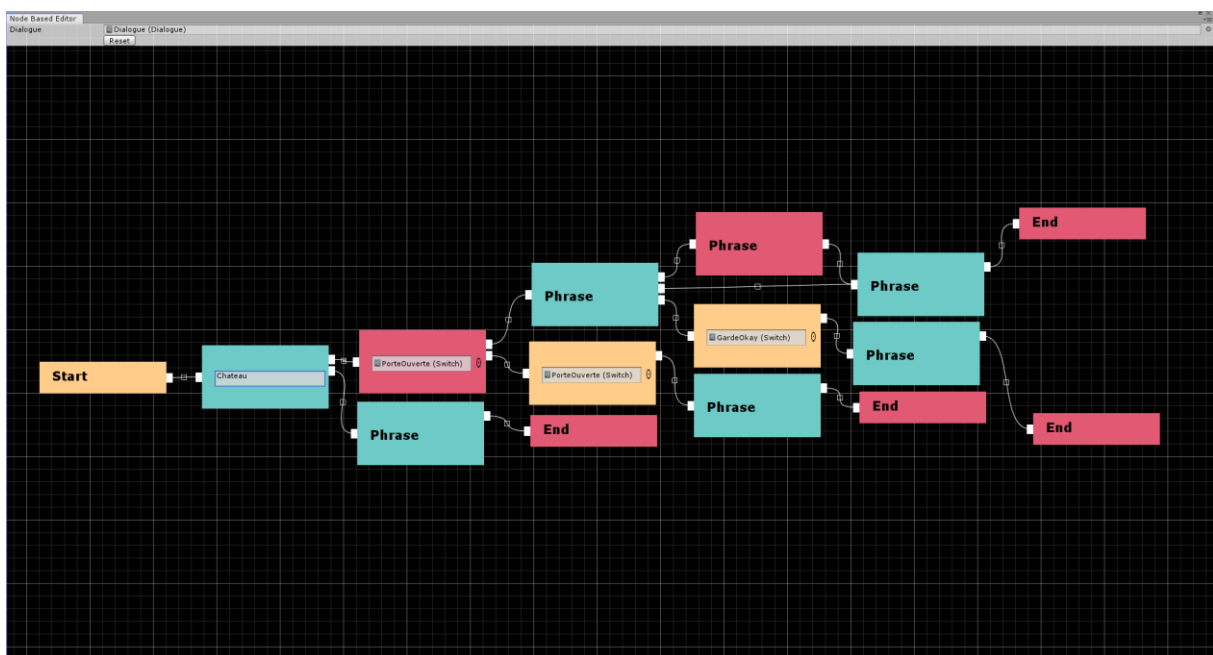 Node Based Editor
Dialogue
Dialogue (Dialogue)
Reset
End
Phrase
Phrase
Phrase
GardeOkay (Switch)
PorteOuverte (Switch)
PorteOuverte (Switch)
Phrase
Start
Chateau
Phrase
End
Phrase
End
End